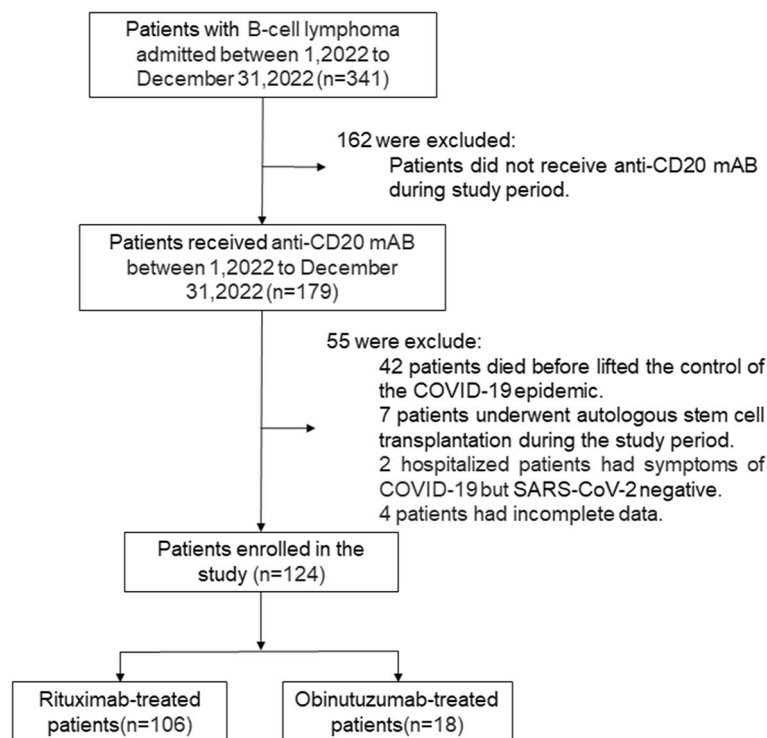 Patients with B-cell lymphoma
admitted between 1,2022 to
December 31,2022 (n=341)
162 were excluded:
Patients did not receive anti-CD20 mAB
during study period.
Patients received anti-CD20 mAB
between 1,2022 to December
31,2022 (n=179)
55 were exclude:
42 patients died before lifted the control of
the COVID-19 epidemic.
7 patients underwent autologous stem cell
transplantation during the study period.
2 hospitalized patients had symptoms of
COVID-19 but SARS-CoV-2 negative.
4 patients had incomplete data.
Patients enrolled in the
study (n=124)
Rituximab-treated
patients(n=106)
Obinutuzumab-treated
patients(n=18)